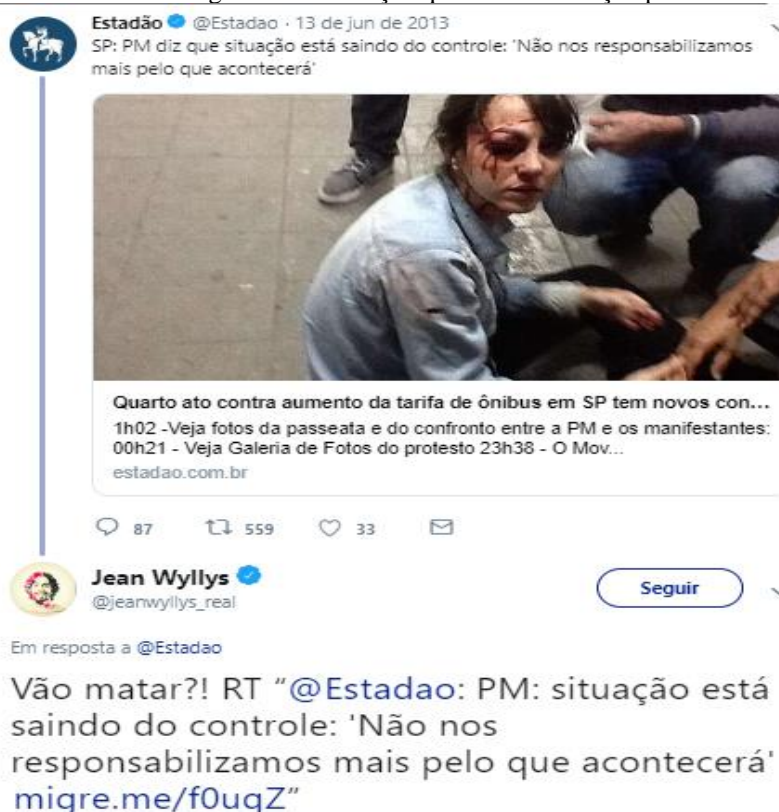 Estadão @Estadao · 13 de jun de 2013
SP: PM diz que situação está saindo do controle: 'Não nos responsabilizamos
mais pelo que acontecerá'
Quarto ato contra aumento da tarifa de ônibus em SP tem novos con...
1h02 -Veja fotos da passeata e do confronto entre a PM e os manifestantes:
00h21 - Veja Galeria de Fotos do protesto 23h38 - O Mov...
estadao.com.br
87 559 33
Jean Wyllys
Seguir
@jeanwyllys_real
Em resposta a @Estadao
Vão matar?! RT "@Estadao: PM: situação está
saindo do controle: 'Não nos
responsabilizamos mais pelo que acontecerá'
migre.me/f0uqZ"